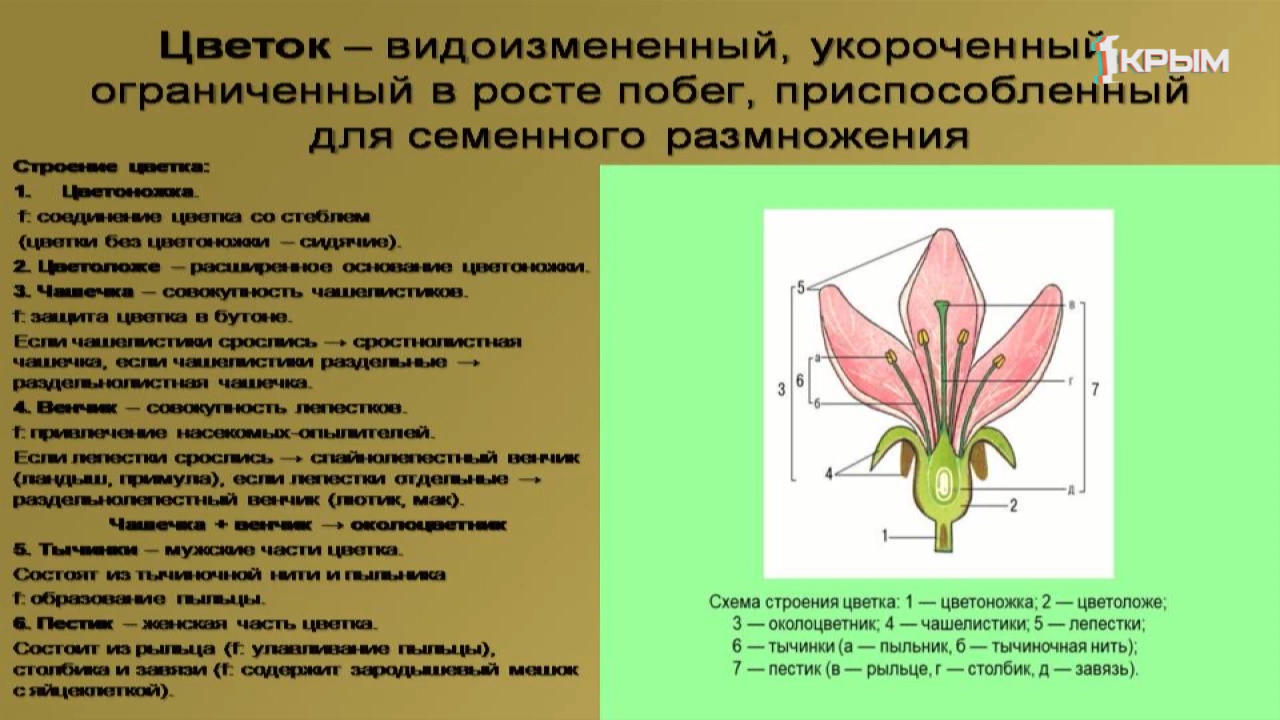 Цветок – видоизмененный, укороченный,
ограниченный в росте побег, приспособленный
для семенного размножения
1КРЫМ
Строение цветка:
1. Цветоножка.
f: соединение цветка со стеблем
(цветки без цветоножки – сидячие).
2. Цветоложе – расширенное основание цветоножки.
3. Чашечка – совокупность чашелистиков.
f: защита цветка в бутоне.
Если чашелистики срослись → сростнолистная
чашечка, если чашелистики раздельные →
раздельнолистная чашечка.
4. Венчик – совокупность лепестков.
f: привлечение насекомых-опылителей.
Если лепестки срослись → спайнолепестный венчик
(ландыш, примула), если лепестки отдельные →
раздельнолепестный венчик (лютик, мак).
Чашечка + венчик → околоцветник
5. Тычинки – мужские части цветка.
Состоят из тычиночной нити и пыльника
f: образование пыльцы.
6. Пестик – женская часть цветка.
Состоит из рыльца (f: улавливание пыльцы),
столбика и завязи (f: содержит зародышевый мешок
с яйцеклеткой).
5
в
а
3
6
г
7
б
4
д
2
1
Схема строения цветка: 1 — цветоножка; 2 — цветоложе;
3 — околоцветник; 4 — чашелистики; 5 — лепестки;
6 — тычинки (а — пыльник, б — тычиночная нить);
7 — пестик (в — рыльце, г — столбик, д — завязь).